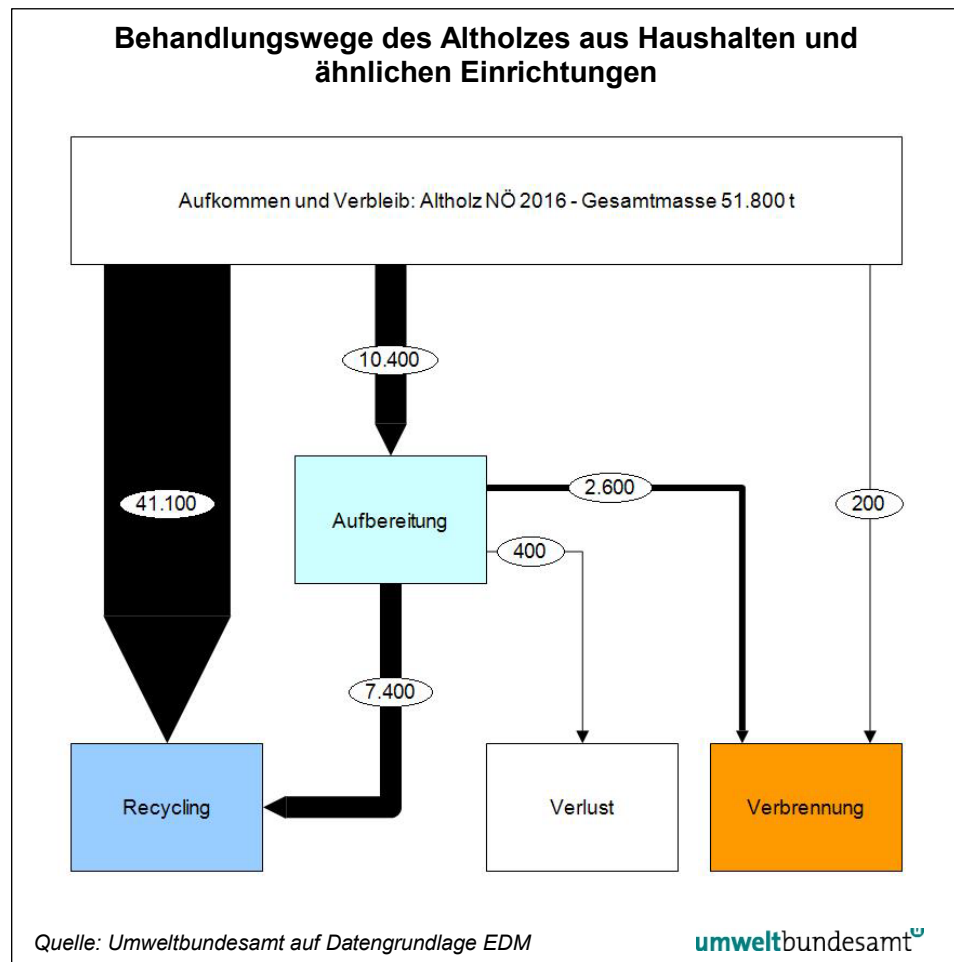 Behandlungswege des Altholzes aus Haushalten und
ähnlichen Einrichtungen
Aufkommen und Verbleib: Altholz NÖ 2016 - Gesamtmasse 51.800 t
10.400
41.100
Aufbereitung
2.600
200
400
7.400
Recycling
Verlust
Verbrennung
Quelle: Umweltbundesamt auf Datengrundlage EDM
umweltbundesamt